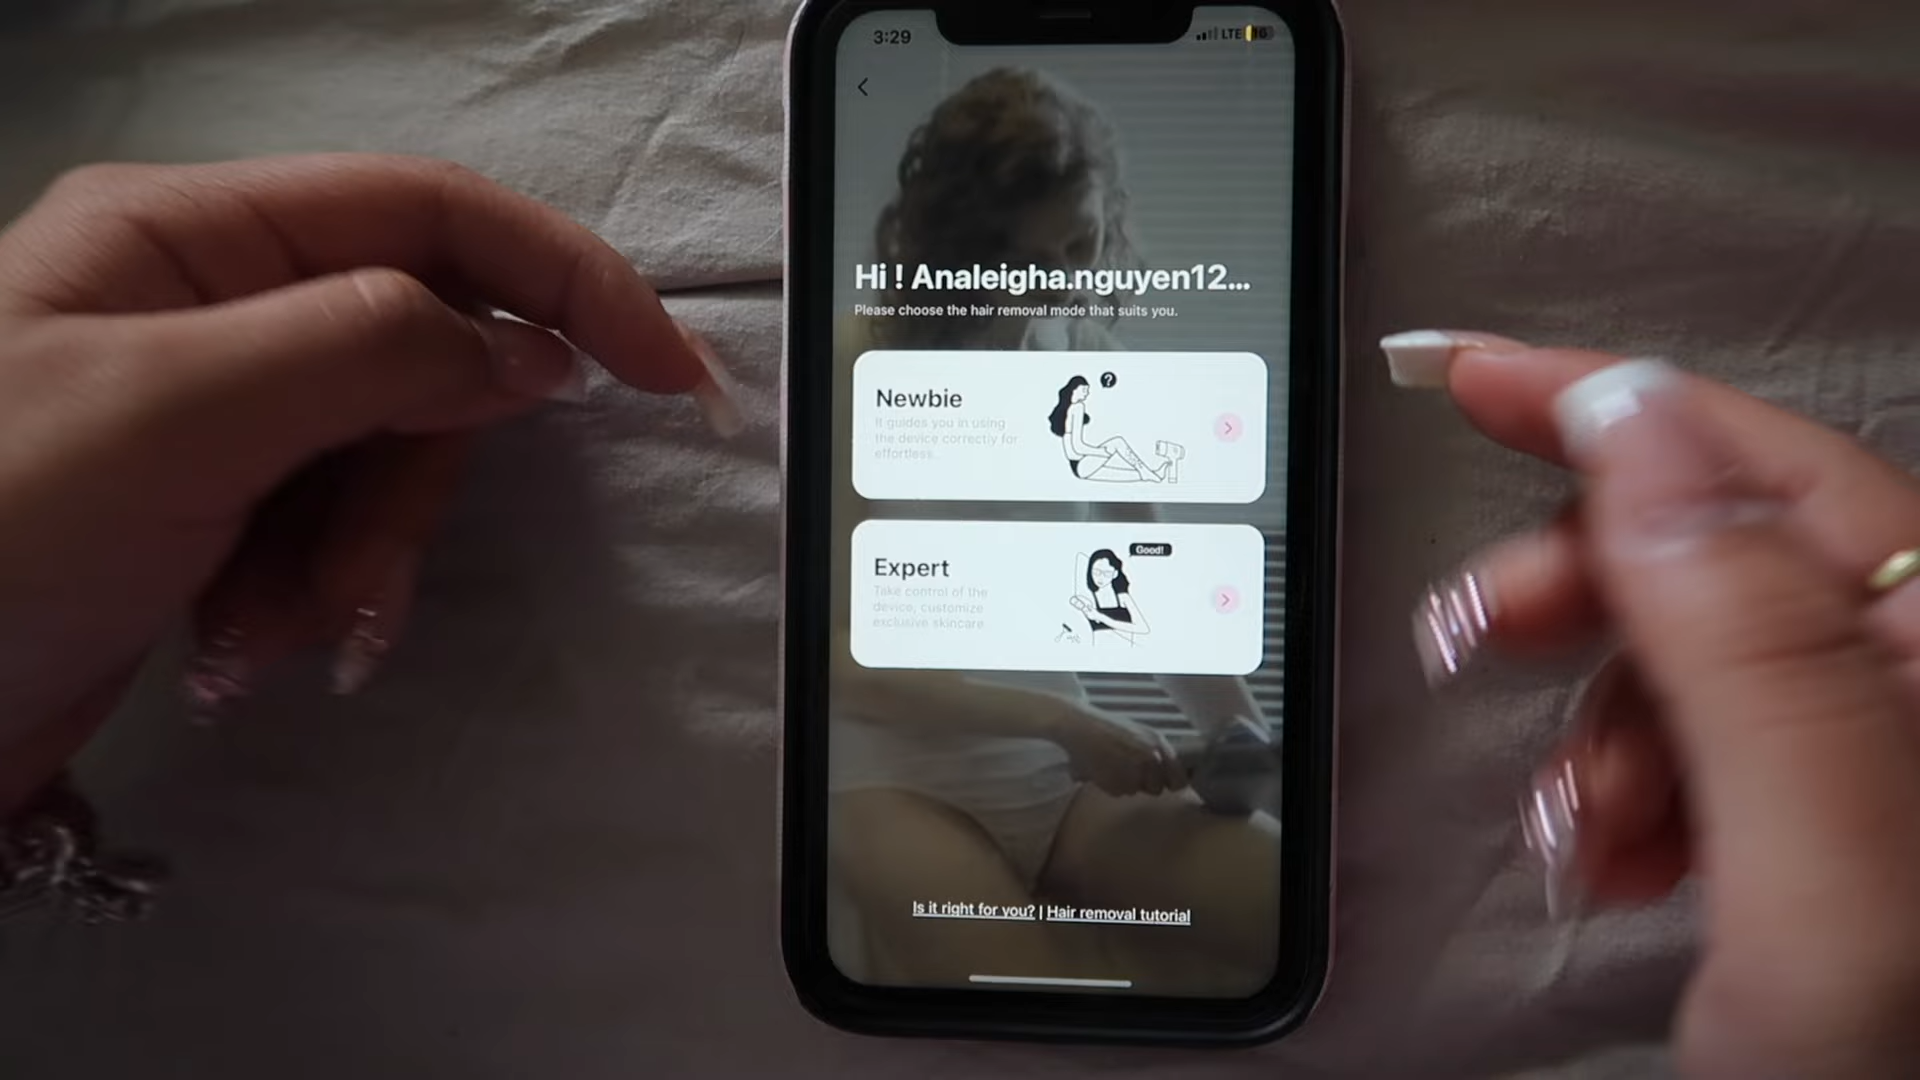 3:29
LTE
Hi ! Analeigha.nguyen12...
Please choose the hair removal mode that suits you.
Newbie
?
It guides you in using
the device correctly for
effortless...
Good!
Expert
Take control of the
device, customize
exclusive skincare
Is it right for you? | Hair removal tutorial